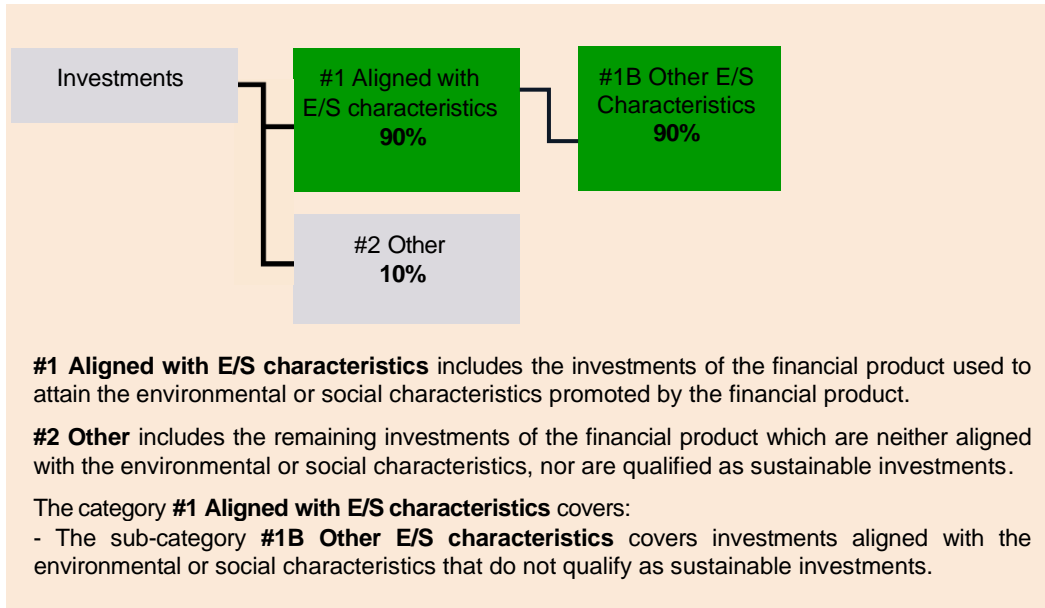 Investments
#1 Aligned with
E/S characteristics
90%
#1B Other E/S
Characteristics
90%
#2 Other
10%
#1 Aligned with E/S characteristics includes the investments of the financial product used to
attain the environmental or social characteristics promoted by the financial product.
#2 Other includes the remaining investments of the financial product which are neither aligned
with the environmental or social characteristics, nor are qualified as sustainable investments.
The category #1 Aligned with E/S characteristics covers:
- The sub-category #1B Other E/S characteristics covers investments aligned with the
environmental or social characteristics that do not qualify as sustainable investments.